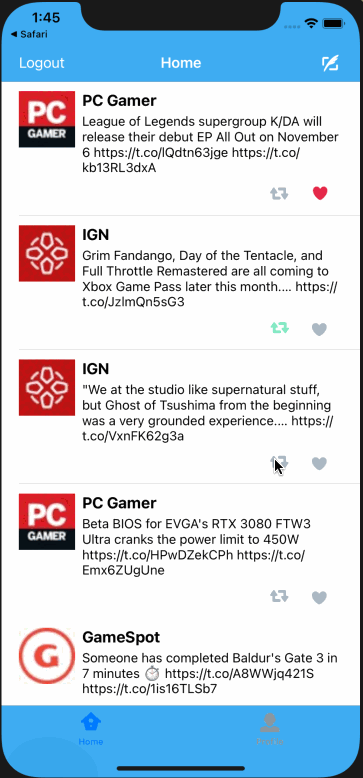 1:45
Safari
Logout
Home
PC
GAMER
PC Gamer
League of Legends supergroup K/DA will
release their debut EP All Out on November
6 https://t.co/lQdtn63jge https://t.co/
kb13RL3dxA
IGN
Grim Fandango, Day of the Tentacle, and
Full Throttle Remastered are all coming to
Xbox Game Pass later this month.... https://
t.co/JzlmQn5sG3
IGN
"We at the studio like supernatural stuff,
but Ghost of Tsushima from the beginning
was a very grounded experience.... https://
t.co/VxnFK62g3a
PC
GAMER
PC Gamer
Beta BIOS for EVGA's RTX 3080 FTW3
Ultra cranks the power limit to 450W
https://t.co/HPwDZekCPh https://t.co/
Emx6ZUgUne
G
GameSpot
Someone has completed Baldur's Gate 3 in
7 minutes ⏱ https://t.co/A8WWjq421S
https://t.co/1is16TLSb7
Home